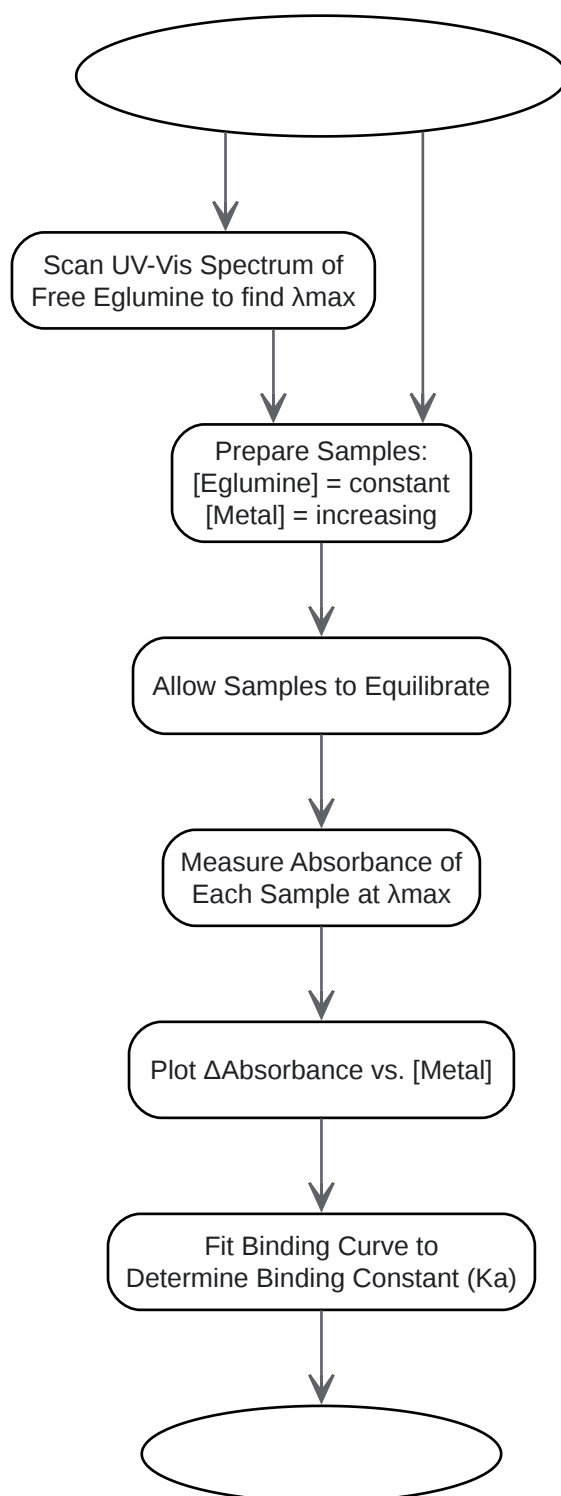 Scan UV-Vis Spectrum of
Free Eglumine to find λmax
Prepare Samples:
[Eglumine] = constant
[Metal] = increasing
Allow Samples to Equilibrate
Measure Absorbance of
Each Sample at λmax
Plot ΔAbsorbance vs. [Metal]
Fit Binding Curve to
Determine Binding Constant (Ka)